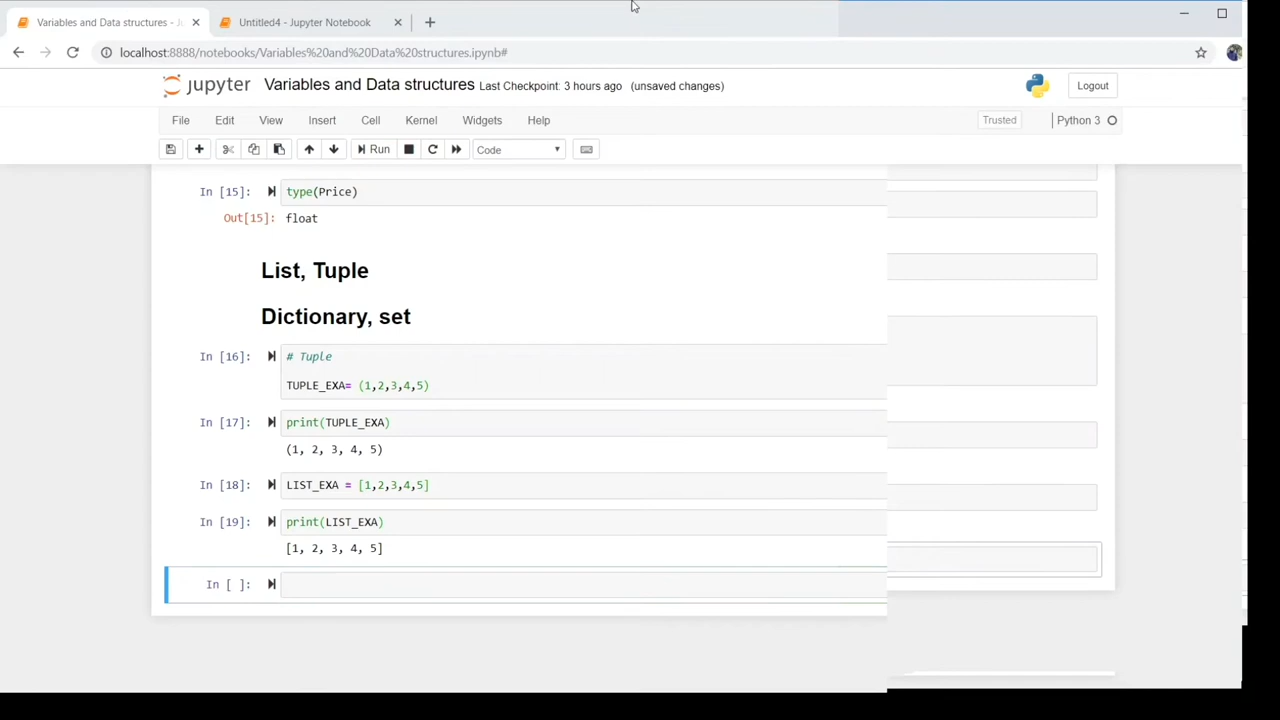 Variables and Data structures - Ju
Untitled4 - Jupyter Notebook
localhost:8888/notebooks/Variables%20and%20Data%20structures.ipynb#
jupyter Variables and Data structures Last Checkpoint: 3 hours ago (unsaved changes)
Logout
File Edit View Insert Cell Kernel Widgets Help
Trusted
Python 3
Run
Code
In [15]: type(Price)
Out[15]: float
List, Tuple
Dictionary, set
In [16]: # Tuple
TUPLE_EXA= (1,2,3,4,5)
In [17]: print(TUPLE_EXA)
(1, 2, 3, 4, 5)
In [18]: LIST_EXA = [1,2,3,4,5]
In [19]: print(LIST_EXA)
[1, 2, 3, 4, 5]
In [ ]: